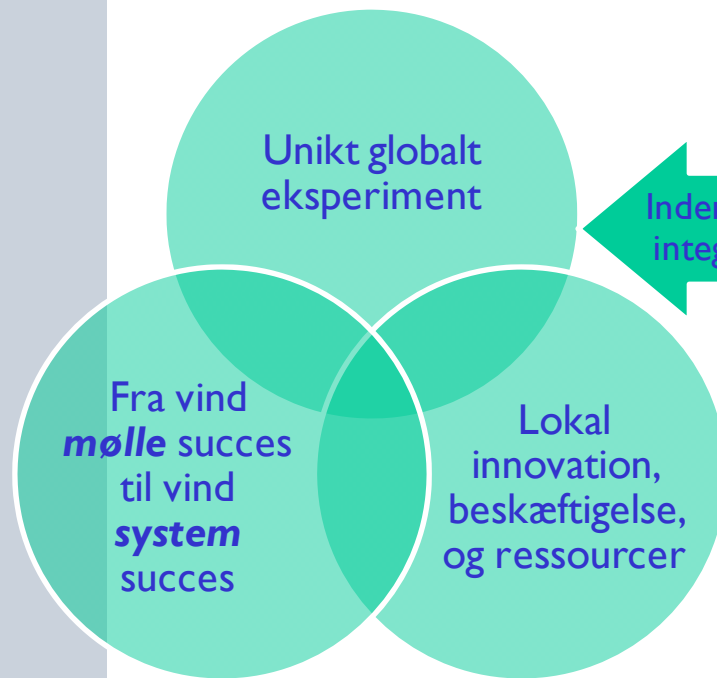 Unikt globalt
eksperiment
Fra vind
mølle succes
til vind
system
succes
Lokal
innovation,
beskæftigelse,
og ressourcer